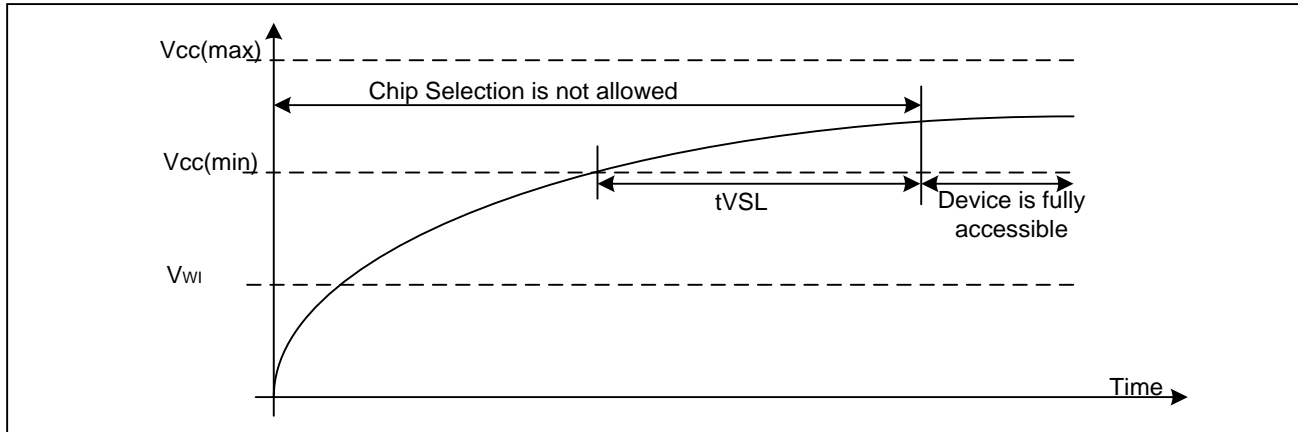 Vcc(max)
Chip Selection is not allowed
Vcc(min)
tVSL
Device is fully
accessible
VWI
Time